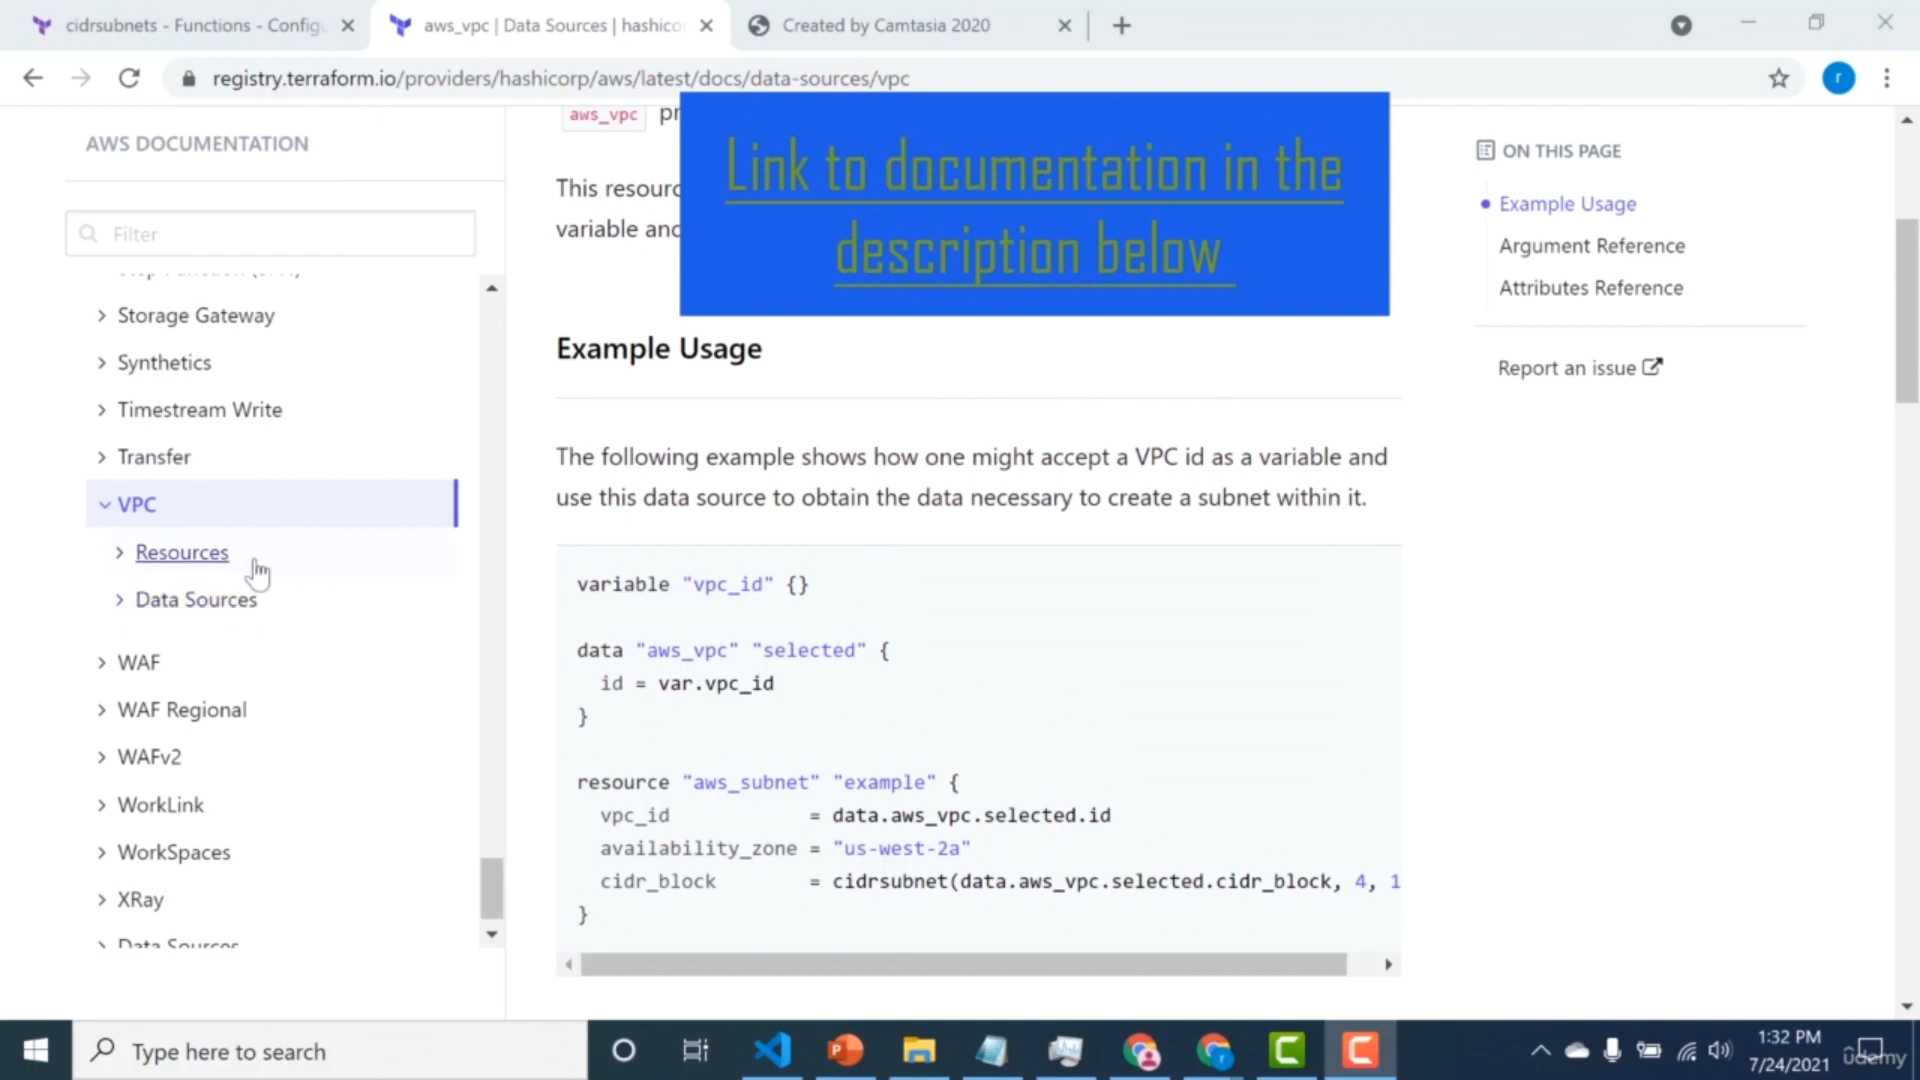 cidrsubnets - Functions - Configu
aws_vpc | Data Sources | hashico
Created by Camtasia 2020
registry.terraform.io/providers/hashicorp/aws/latest/docs/data-sources/vpc
r
AWS DOCUMENTATION
Filter
Storage Gateway
Synthetics
Timestream Write
Transfer
VPC
Resources
Data Sources
WAF
WAF Regional
WAFv2
WorkLink
WorkSpaces
XRay
Data Sources
aws_vpc pr
This resourc
variable and
Link to documentation in the
description below
Example Usage
The following example shows how one might accept a VPC id as a variable and
use this data source to obtain the data necessary to create a subnet within it.
variable "vpc_id" {}
data "aws_vpc" "selected" {
id = var.vpc_id
}
resource "aws_subnet" "example" {
vpc_id = data.aws_vpc.selected.id
availability_zone = "us-west-2a"
cidr_block = cidrsubnet(data.aws_vpc.selected.cidr_block, 4, 1
}
ON THIS PAGE
Example Usage
Argument Reference
Attributes Reference
Report an issue
Type here to search
1:32 PM
7/24/2021
udemy